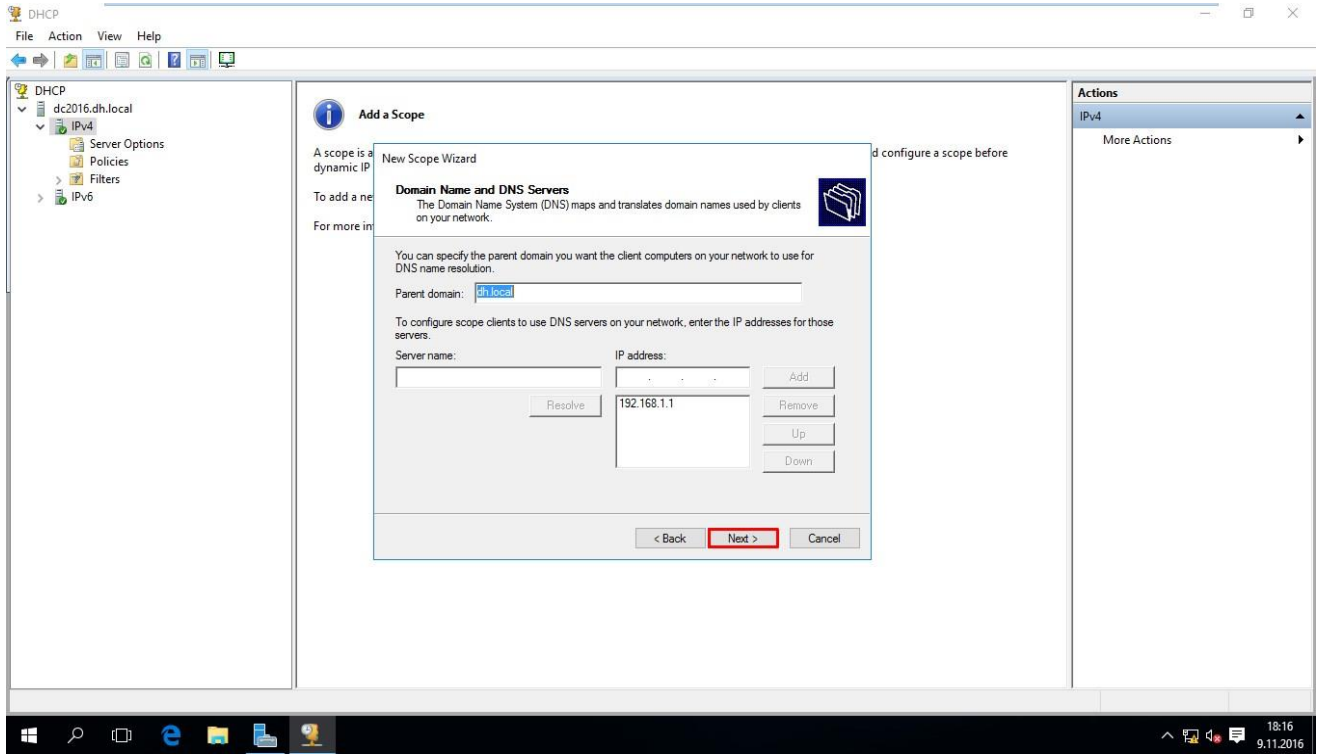 DHCP
File Action View Help
DHCP
dc2016.dh.local
IPv4
Server Options
Policies
Filters
IPv6
Add a Scope
A scope is a
d configure a scope before
dynamic IP
To add a ne
For more in
New Scope Wizard
Domain Name and DNS Servers
The Domain Name System (DNS) maps and translates domain names used by clients
on your network.
You can specify the parent domain you want the client computers on your network to use for
DNS name resolution.
Parent domain: dh.local
To configure scope clients to use DNS servers on your network, enter the IP addresses for those
servers.
Server name: IP address:
. . . Add
Resolve 192.168.1.1 Remove
Up
Down
< Back Next > Cancel
Actions
IPv4
More Actions
18:16
9.11.2016